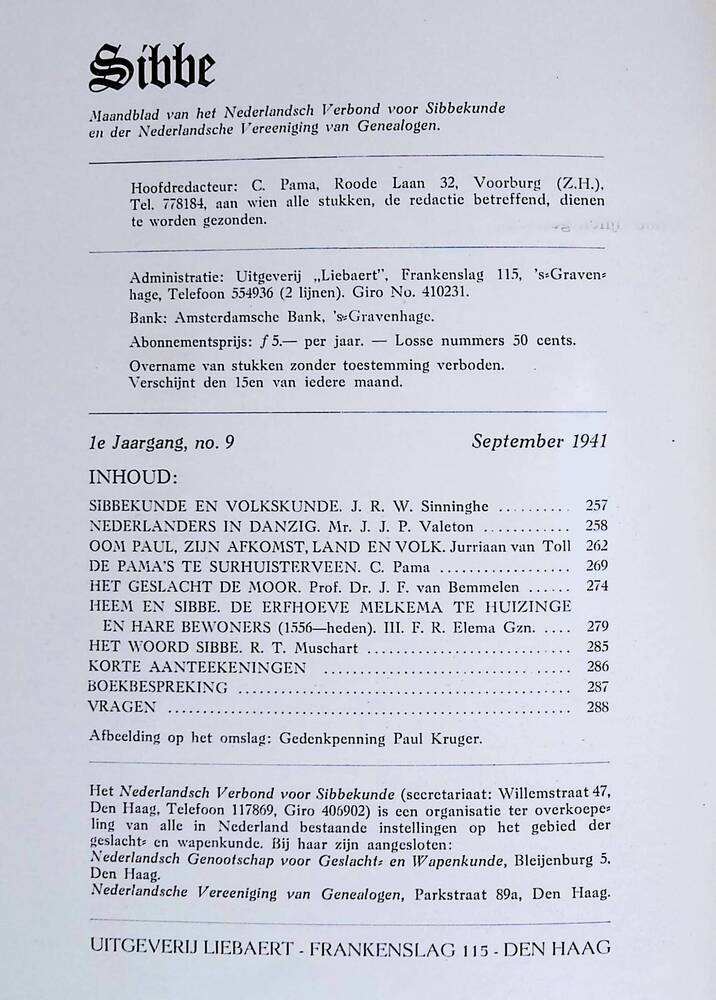 Sibbe
Maandblad van het Nederlandsch Verbond voor Sibbekunde
en der Nederlandsche Vereeniging van Genealogen.
Hoofdredacteur: C. Pama, Roode Laan 32, Voorburg (Z.H.),
Tel. 778184, aan wien alle stukken, de redactie betreffend, dienen
te worden gezonden.
Administratie: Uitgeverij „Liebaert”, Frankenslag 115, 's-Graven-
hage, Telefoon 554936 (2 lijnen). Giro No. 410231.
Bank: Amsterdamsche Bank, 's-Gravenhage.
Abonnementsprijs: f 5.— per jaar. — Losse nummers 50 cents.
Overname van stukken zonder toestemming verboden.
Verschijnt den 15en van iedere maand.
1e Jaargang, no. 9 September 1941
INHOUD:
SIBBEKUNDE EN VOLKSKUNDE. J. R. W. Sinninghe .......... 257
NEDERLANDERS IN DANZIG. Mr. J. J. P. Valeton ........... 258
OOM PAUL, ZIJN AFKOMST, LAND EN VOLK. Jurriaan van Toll 262
DE PAMA'S TE SURHUISTERVEEN. C. Pama ................. 269
HET GESLACHT DE MOOR. Prof. Dr. J. F. van Bemmelen ...... 274
HEEM EN SIBBE. DE ERFHOEVE MELKEMA TE HUIZINGE
EN HARE BEWONERS (1556—heden). III. F. R. Elema Gzn. .... 279
HET WOORD SIBBE. R. T. Muschart .......................... 285
KORTE AANTEEKENINGEN ................................ 286
BOEKBESPREKING ........................................... 287
VRAGEN .................................................... 288
Afbeelding op het omslag: Gedenkpenning Paul Kruger.
Het Nederlandsch Verbond voor Sibbekunde (secretariaat: Willemstraat 47,
Den Haag, Telefoon 117869, Giro 406902) is een organisatie ter overkoepe-
ling van alle in Nederland bestaande instellingen op het gebied der
geslacht- en wapenkunde. Bij haar zijn aangesloten:
Nederlandsch Genootschap voor Geslacht- en Wapenkunde, Bleijenburg 5,
Den Haag.
Nederlandsche Vereeniging van Genealogen, Parkstraat 89a, Den Haag.
UITGEVERIJ LIEBAERT - FRANKENSLAG 115 - DEN HAAG